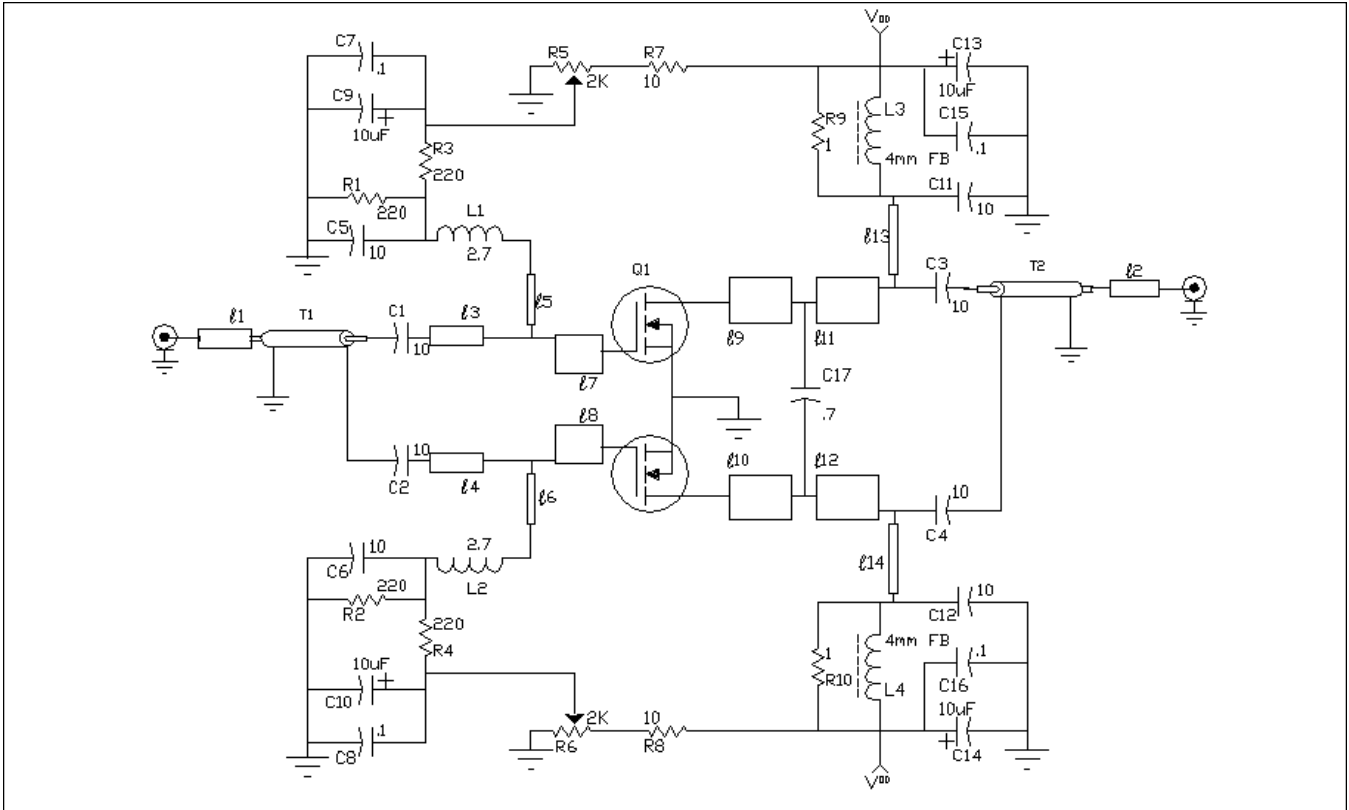 VDD
C7
.1
R5
2K
R7
10
C13
+
10uF
C9
10uF
+
R9
1
L3
C15
.1
R3
220
4mm FB
R1
220
C11
10
C5
10
L1
2.7
ℓ13
ℓ5
Q1
C3
10
T2
ℓ2
ℓ1
T1
C1
10
ℓ3
ℓ9
ℓ11
ℓ7
C17
.7
ℓ8
C2
10
ℓ4
ℓ6
ℓ10
ℓ12
10
C4
C6
10
2.7
L2
ℓ14
220
R2
220
R4
10
C12
1
R10
4mm FB
L4
.1
C16
10uF
+
C10
2K
R6
10
R8
10uF
+
C14
.1
C8
VDD